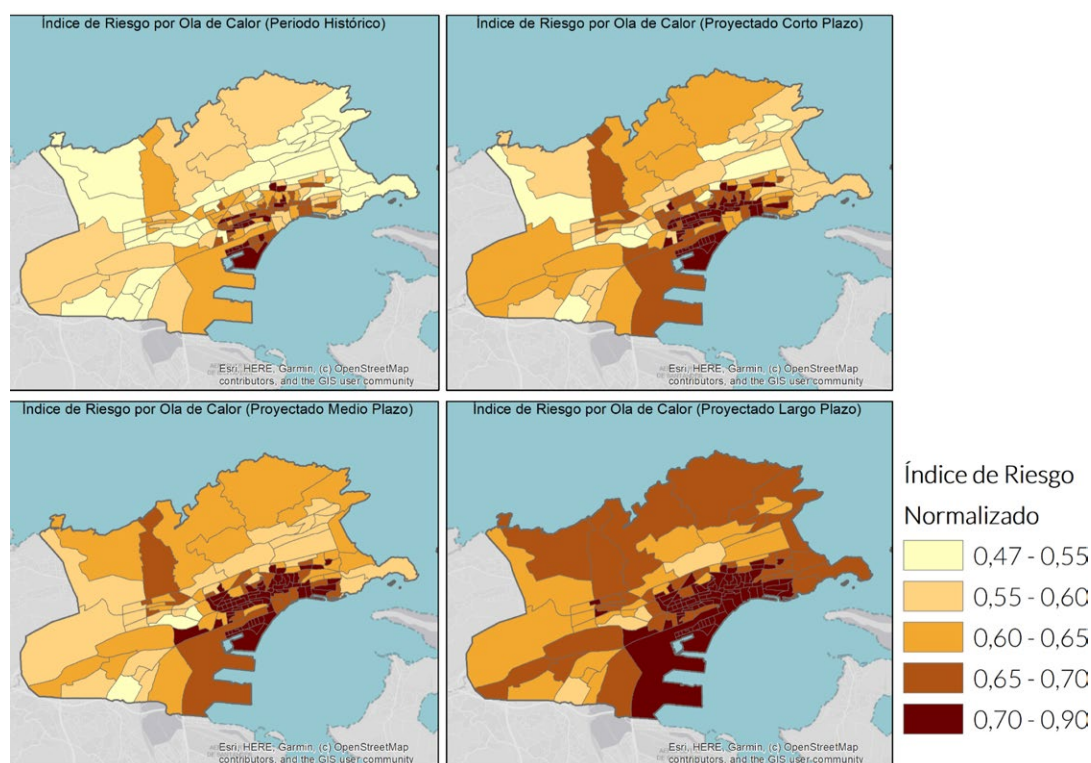 Índice de Riesgo por Ola de Calor (Periodo Histórico)
Esri, HERE, Garmin, (c) OpenStreetMap
contributors, and the GIS user community
Índice de Riesgo por Ola de Calor (Proyectado Corto Plazo)
Esri, HERE, Garmin, (c) OpenStreetMap
contributors, and the GIS user community
Índice de Riesgo por Ola de Calor (Proyectado Medio Plazo)
Esri, HERE, Garmin, (c) OpenStreetMap
contributors, and the GIS user community
Índice de Riesgo por Ola de Calor (Proyectado Largo Plazo)
Esri, HERE, Garmin, (c) OpenStreetMap
contributors, and the GIS user community
Índice de Riesgo
Normalizado
0,47 - 0,55
0,55 - 0,60
0,60 - 0,65
0,65 - 0,70
0,70 - 0,90